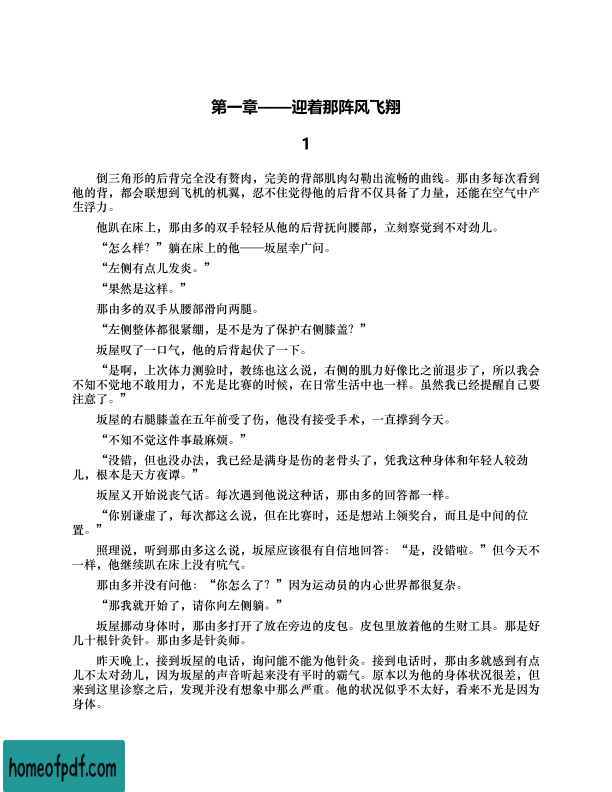 第一章——迎着那阵风飞翔
1
倒三角形的后背完全没有赘肉，完美的背部肌肉勾勒出流畅的曲线。那由多每次看到
他的背，都会联想到飞机的机翼，忍不住觉得他的后背不仅具备了力量，还能在空气中产
生浮力。
他趴在床上，那由多的双手轻轻从他的后背抚向腰部，立刻察觉到不对劲儿。
“怎么样？”躺在床上的他——坂屋幸广问。
“左侧有点儿发炎。”
“果然是这样。”
那由多的双手从腰部滑向两腿。
“左侧整体都很紧绷，是不是为了保护右侧膝盖？”
坂屋叹了一口气，他的后背起伏了一下。
“是啊，上次体力测验时，教练也这么说，右侧的肌力好像比之前退步了，所以我会
不知不觉地不敢用力，不光是比赛的时候，在日常生活中也一样。虽然我已经提醒自己要
注意了。”
坂屋的右腿膝盖在五年前受了伤，他没有接受手术，一直撑到今天。
“不知不觉这件事最麻烦。”
“没错，但也没办法，我已经是满身是伤的老骨头了，凭我这种身体和年轻人较劲
儿，根本是天方夜谭。”
坂屋又开始说丧气话。每次遇到他说这种话，那由多的回答都一样。
“你别谦虚了，每次都这么说，但在比赛时，还是想站上领奖台，而且是中间的位
置。”
照理说，听到那由多这么说，坂屋应该很有自信地回答：“是，没错啦。”但今天不
一样，他继续趴在床上没有吭气。
那由多并没有问他：“你怎么了？”因为运动员的内心世界都很复杂。
“那我就开始了，请你向左侧躺。”
坂屋挪动身体时，那由多打开了放在旁边的皮包。皮包里放着他的生财工具。那是好
几十根针灸针。那由多是针灸师。
昨天晚上，接到坂屋的电话，询问能不能为他针灸。接到电话时，那由多就感到有点
儿不太对劲儿，因为坂屋的声音听起来没有平时的霸气。原本以为他的身体状况很差，但
来到这里诊察之后，发现并没有想象中那么严重。他的状况似乎不太好，看来不光是因为
身体。
homeofpdf.com